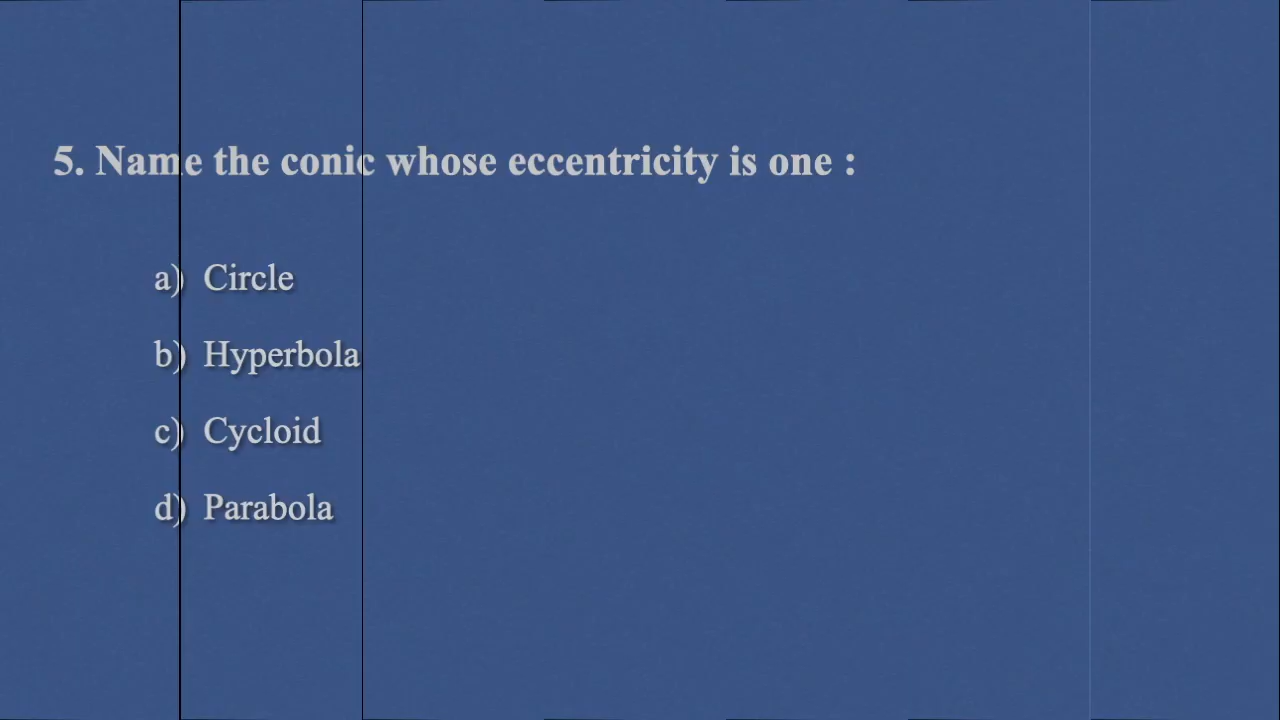 5. Name the conic whose eccentricity is one :
a) Circle
b) Hyperbola
c) Cycloid
d) Parabola